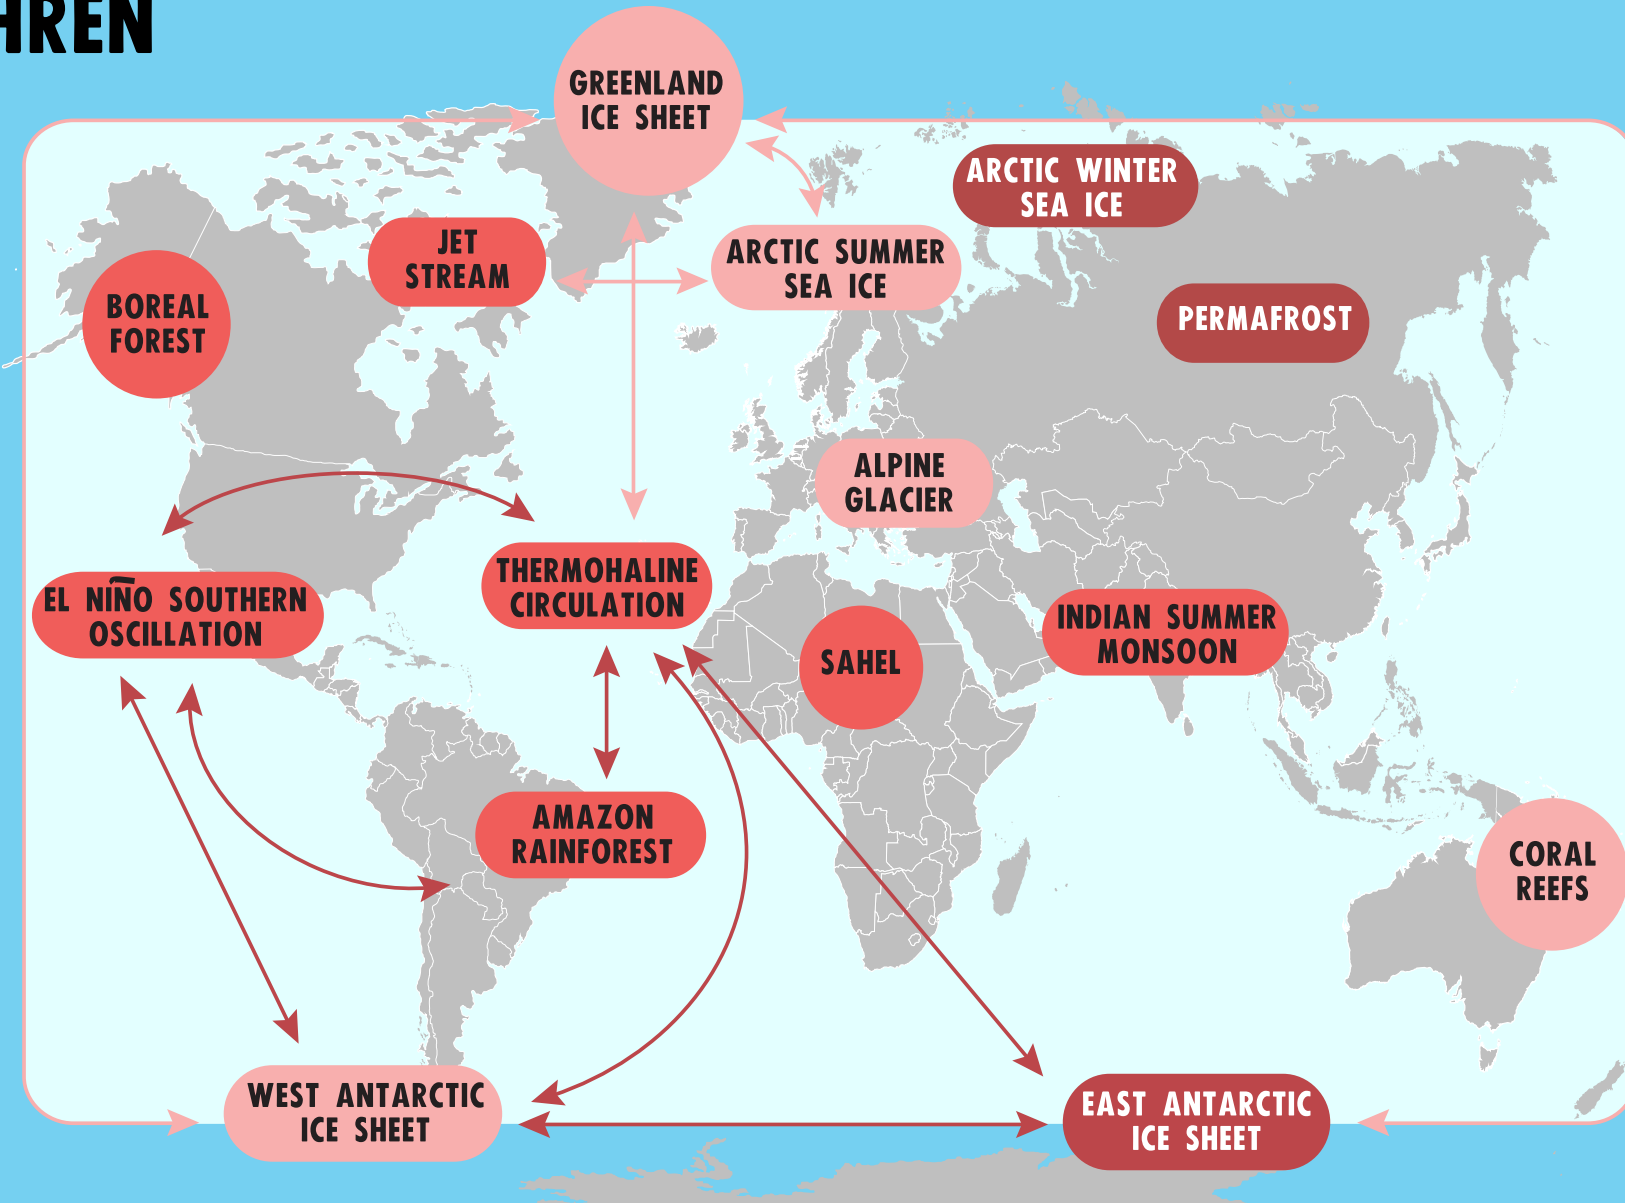 HREN
GREENLAND
ICE SHEET
ARCTIC WINTER
SEA ICE
JET
STREAM
ARCTIC SUMMER
SEA ICE
BOREAL
FOREST
PERMAFROST
ALPINE
GLACIER
THERMOHALINE
CIRCULATION
EL NIÑO SOUTHERN
OSCILLATION
SAHEL
INDIAN SUMMER
MONSOON
AMAZON
RAINFOREST
CORAL
REEFS
WEST ANTARCTIC
ICE SHEET
EAST ANTARCTIC
ICE SHEET